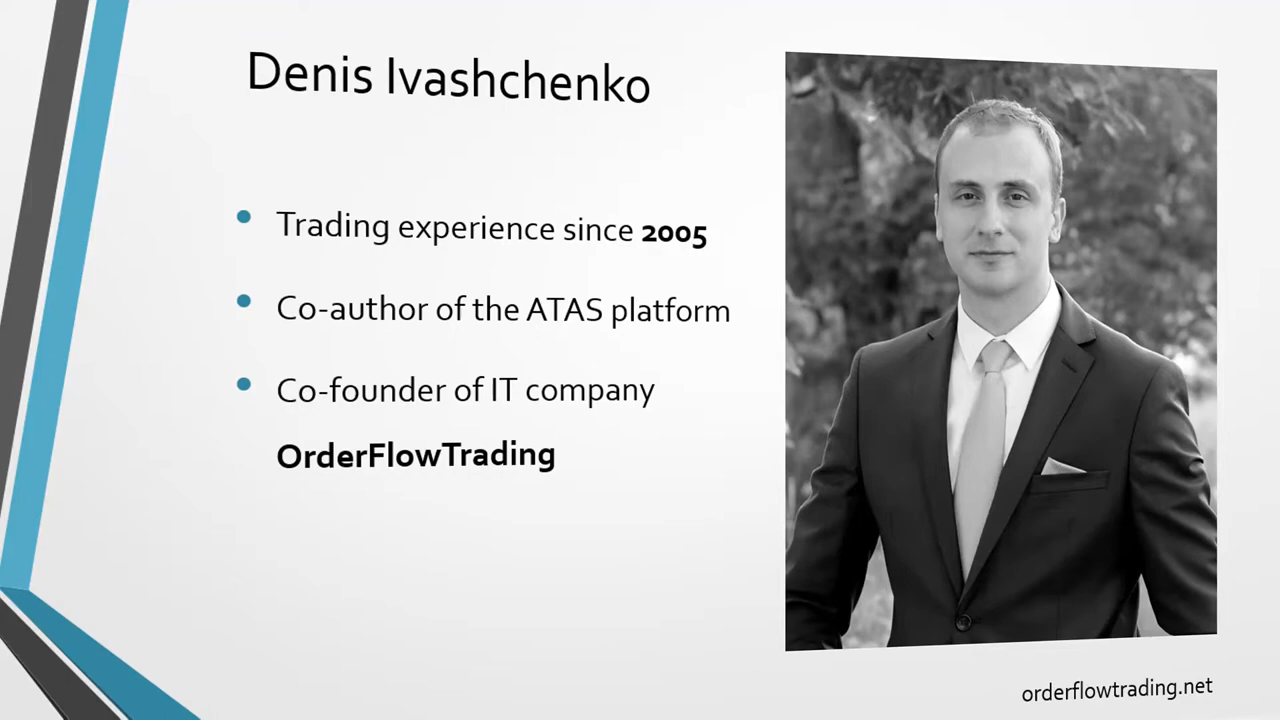 Denis Ivashchenko
Trading experience since 2005
Co-author of the ATAS platform
Co-founder of IT company
OrderFlowTrading
orderflowtrading.net